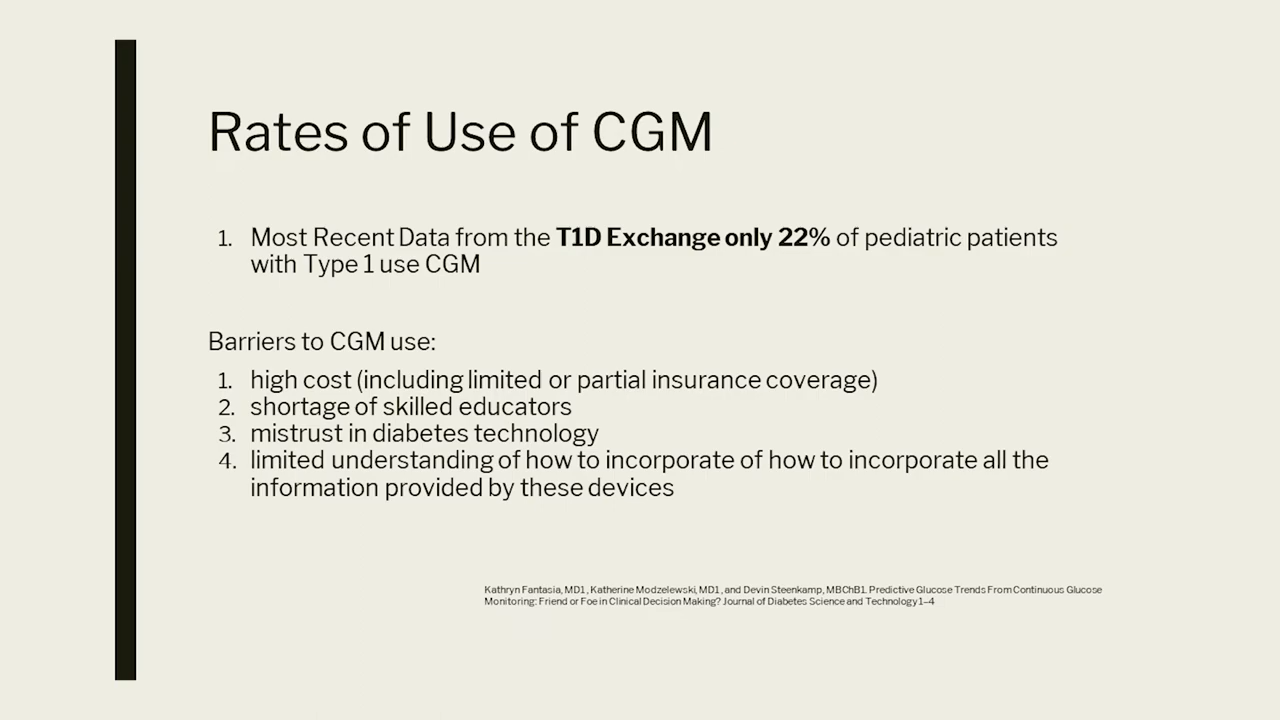 Rates of Use of CGM
1. Most Recent Data from the T1D Exchange only 22% of pediatric patients
with Type 1 use CGM
Barriers to CGM use:
1. high cost (including limited or partial insurance coverage)
2. shortage of skilled educators
3. mistrust in diabetes technology
4. limited understanding of how to incorporate of how to incorporate all the
information provided by these devices
Kathryn Fantasia, MD1, Katherine Modzelewski, MD1, and Devin Steenkamp, MBChB1. Predictive Glucose Trends From Continuous Glucose
Monitoring: Friend or Foe in Clinical Decision Making? Journal of Diabetes Science and Technology 1–4